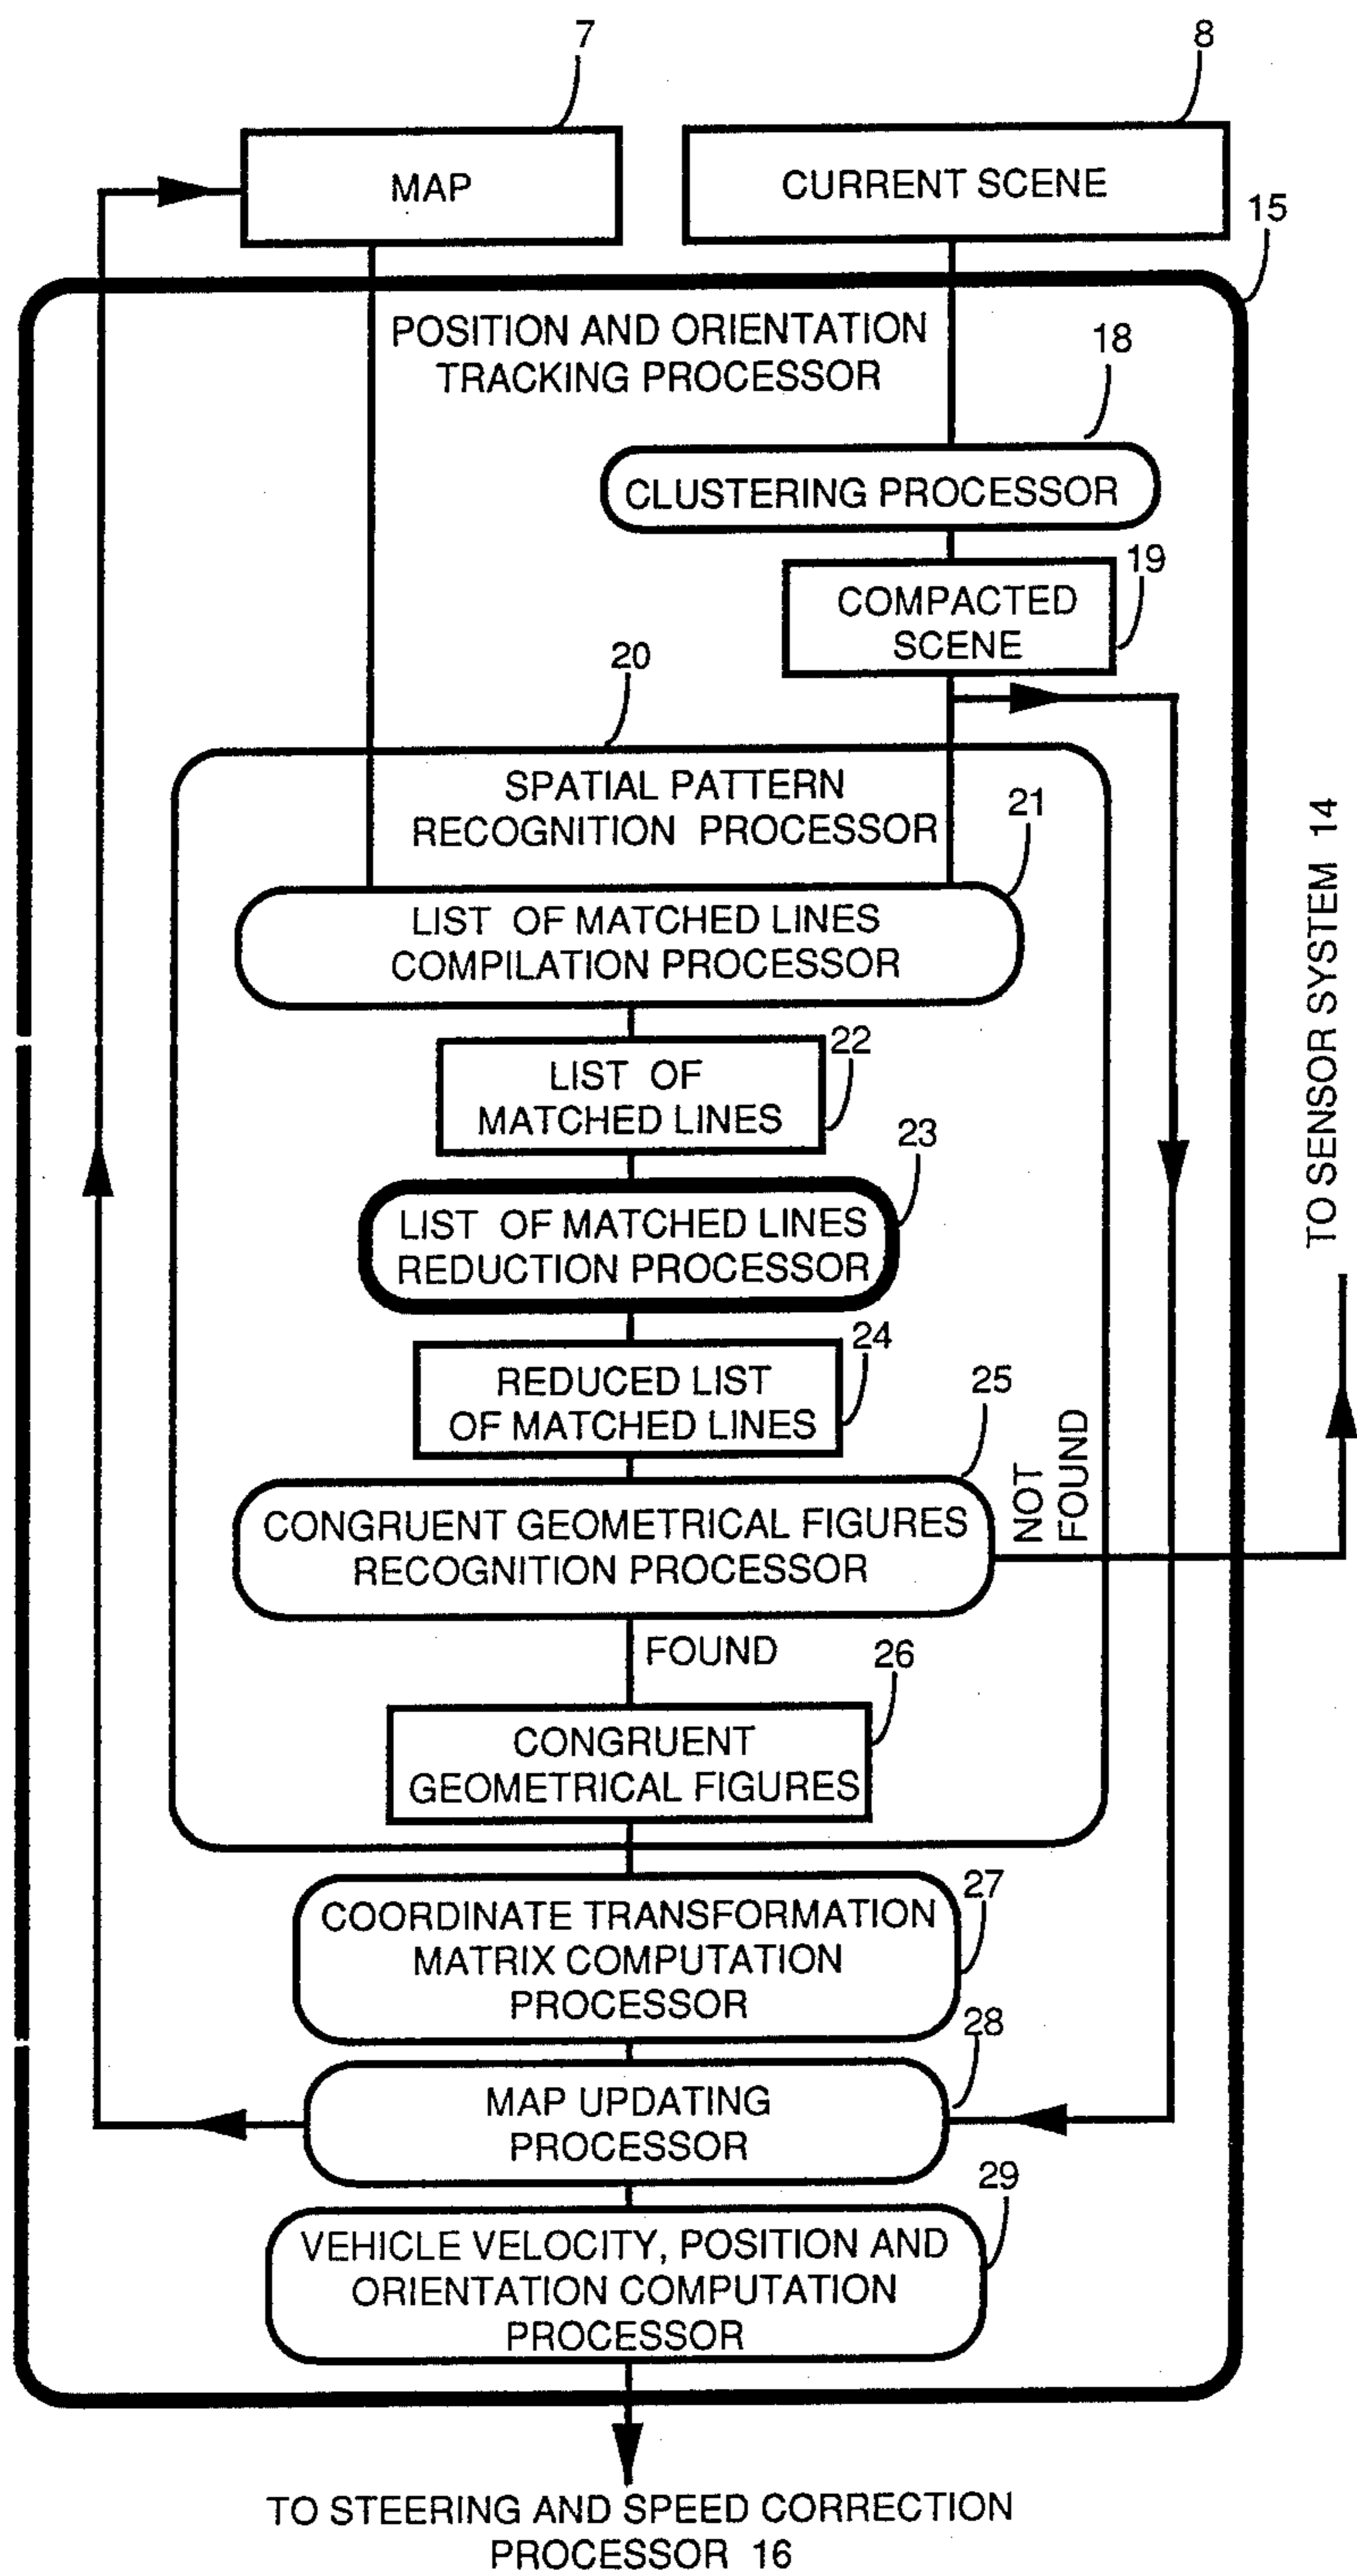 7
8
MAP
CURRENT SCENE
15
POSITION AND ORIENTATION
TRACKING PROCESSOR
18
CLUSTERING PROCESSOR
19
COMPACTED
SCENE
20
SPATIAL PATTERN
RECOGNITION PROCESSOR
21
LIST OF MATCHED LINES
COMPILATION PROCESSOR
TO SENSOR SYSTEM 14
22
LIST OF
MATCHED LINES
23
LIST OF MATCHED LINES
REDUCTION PROCESSOR
24
REDUCED LIST
OF MATCHED LINES
25
NOT
FOUND
CONGRUENT GEOMETRICAL FIGURES
RECOGNITION PROCESSOR
FOUND
26
CONGRUENT
GEOMETRICAL FIGURES
27
COORDINATE TRANSFORMATION
MATRIX COMPUTATION
PROCESSOR
28
MAP UPDATING
PROCESSOR
29
VEHICLE VELOCITY, POSITION AND
ORIENTATION COMPUTATION
PROCESSOR
TO STEERING AND SPEED CORRECTION
PROCESSOR 16